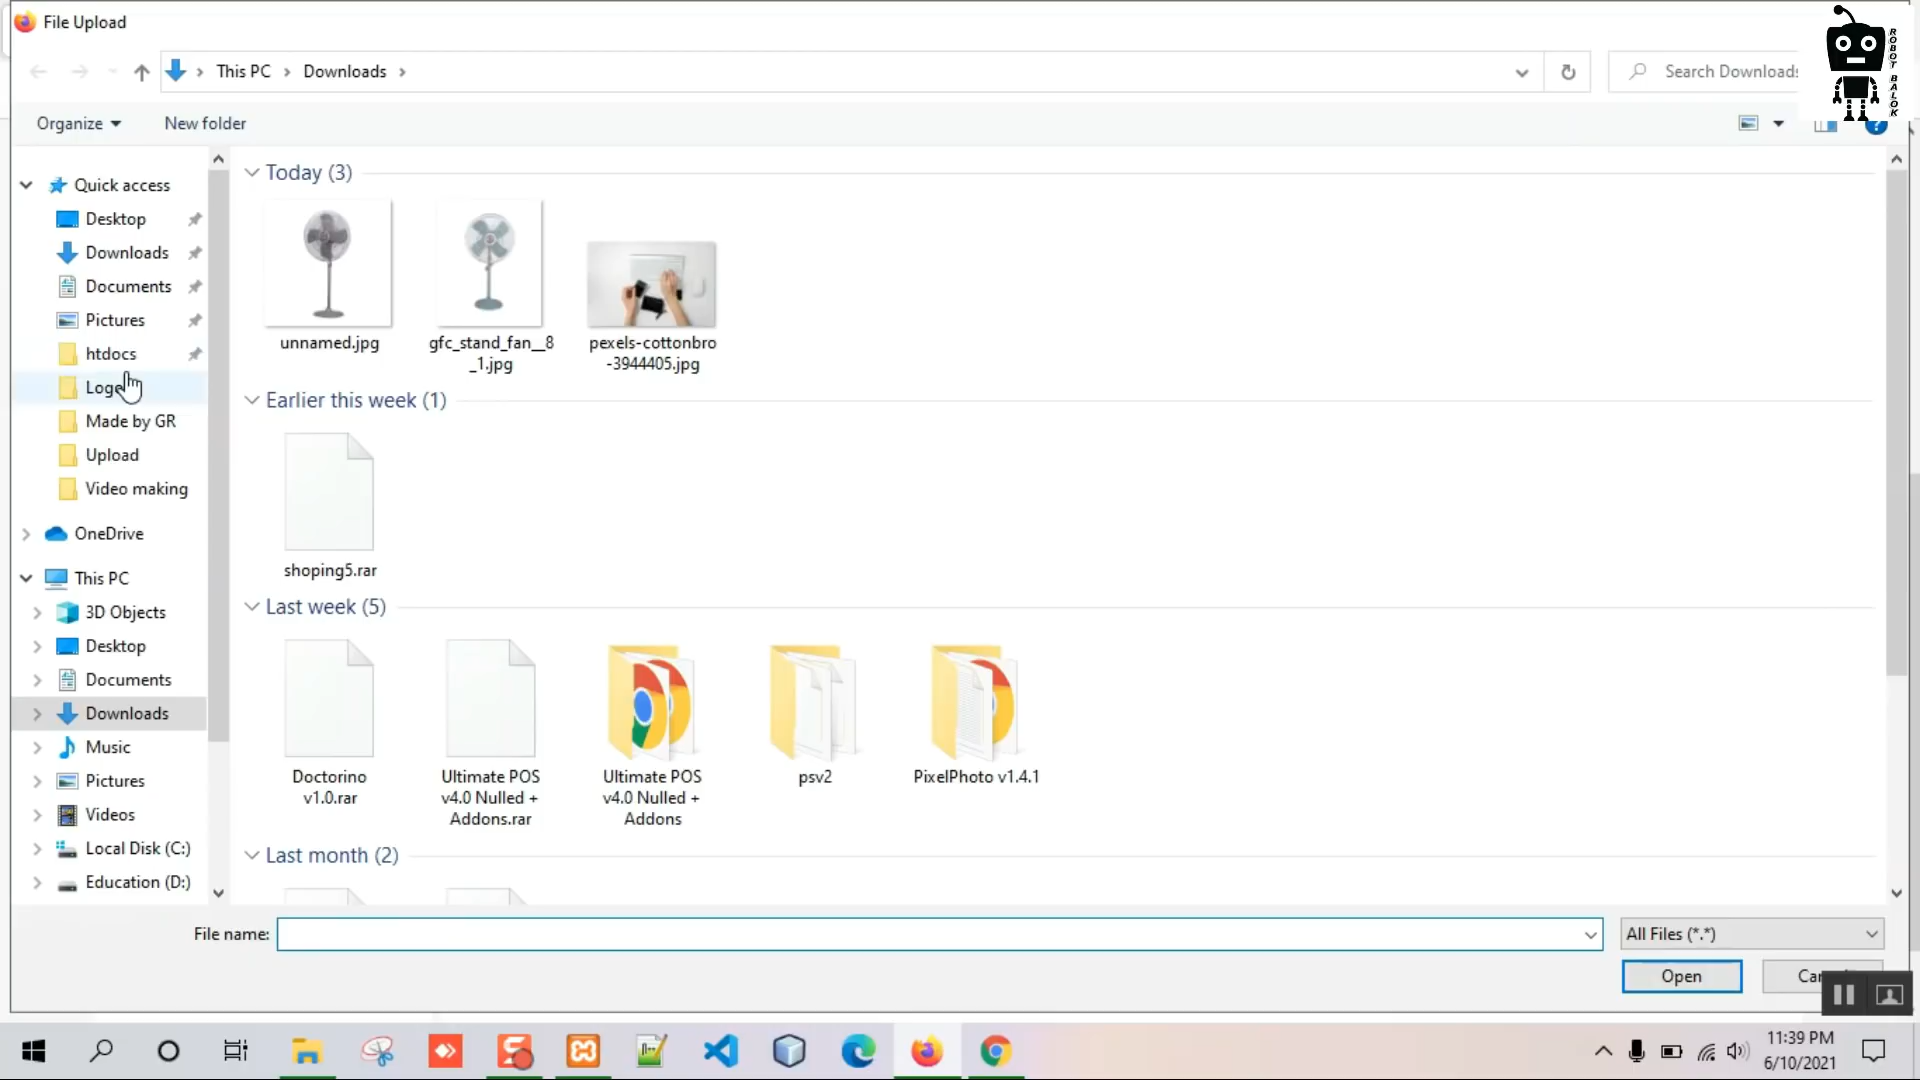 File Upload
This PC
Downloads
Search Downloads
ROBOT BALOK
Organize
New folder
Quick access
Desktop
Downloads
Documents
Pictures
htdocs
Made by GR
Upload
Video making
OneDrive
This PC
3D Objects
Desktop
Documents
Downloads
Music
Pictures
Videos
Local Disk (C:)
Education (D:)
Today (3)
unnamed.jpg
gfc_stand_fan__8
_1.jpg
pexels-cottonbro
-3944405.jpg
Earlier this week (1)
shoping5.rar
Last week (5)
Doctorino
v1.0.rar
Ultimate POS
v4.0 Nulled +
Addons.rar
Ultimate POS
v4.0 Nulled +
Addons
psv2
PixelPhoto v1.4.1
Last month (2)
File name:
All Files (*.*)
Open
11:39 PM
6/10/2021